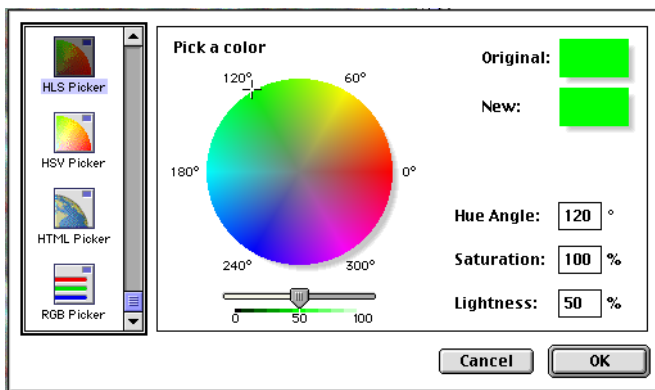 HLS Picker
HSV Picker
HTML Picker
RGB Picker
Pick a color
120°
60°
180°
0°
240°
300°
0
50
100
Original:
New:
Hue Angle: 120 °
Saturation: 100 %
Lightness: 50 %
Cancel
OK